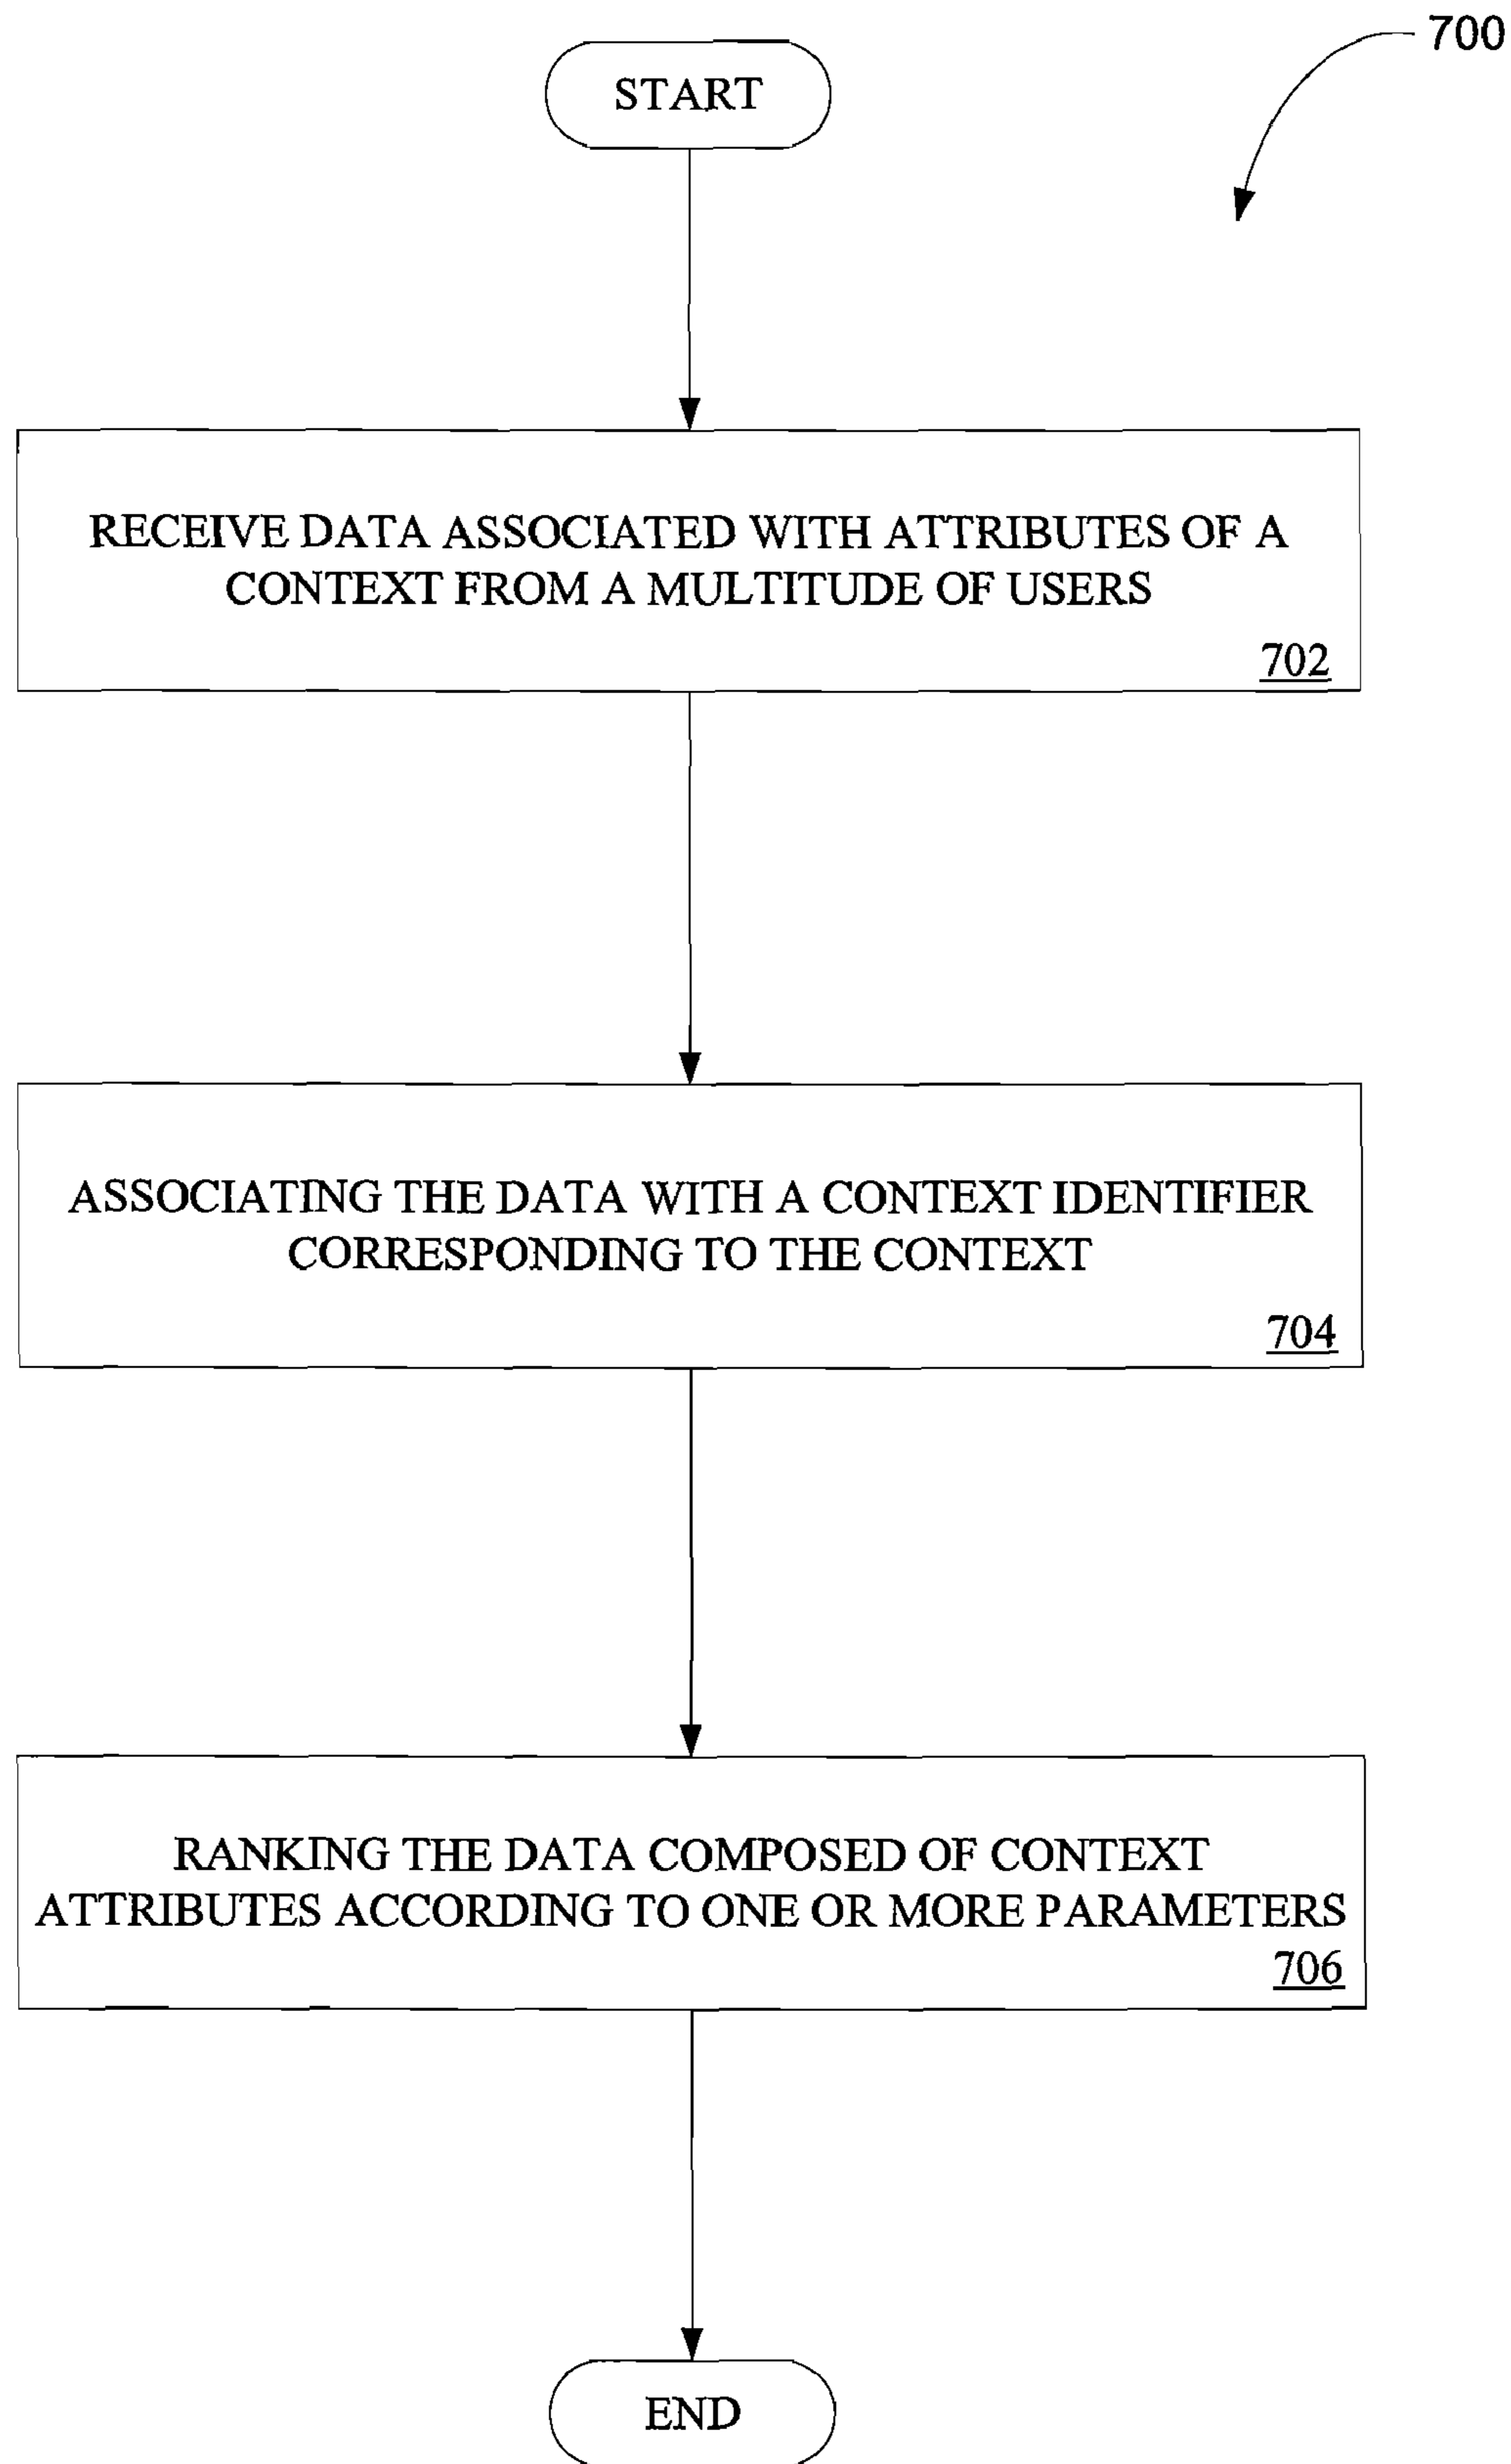 700
START
RECEIVE DATA ASSOCIATED WITH ATTRIBUTES OF A
CONTEXT FROM A MULTITUDE OF USERS
702
ASSOCIATING THE DATA WITH A CONTEXT IDENTIFIER
CORRESPONDING TO THE CONTEXT
704
RANKING THE DATA COMPOSED OF CONTEXT
ATTRIBUTES ACCORDING TO ONE OR MORE PARAMETERS
706
END